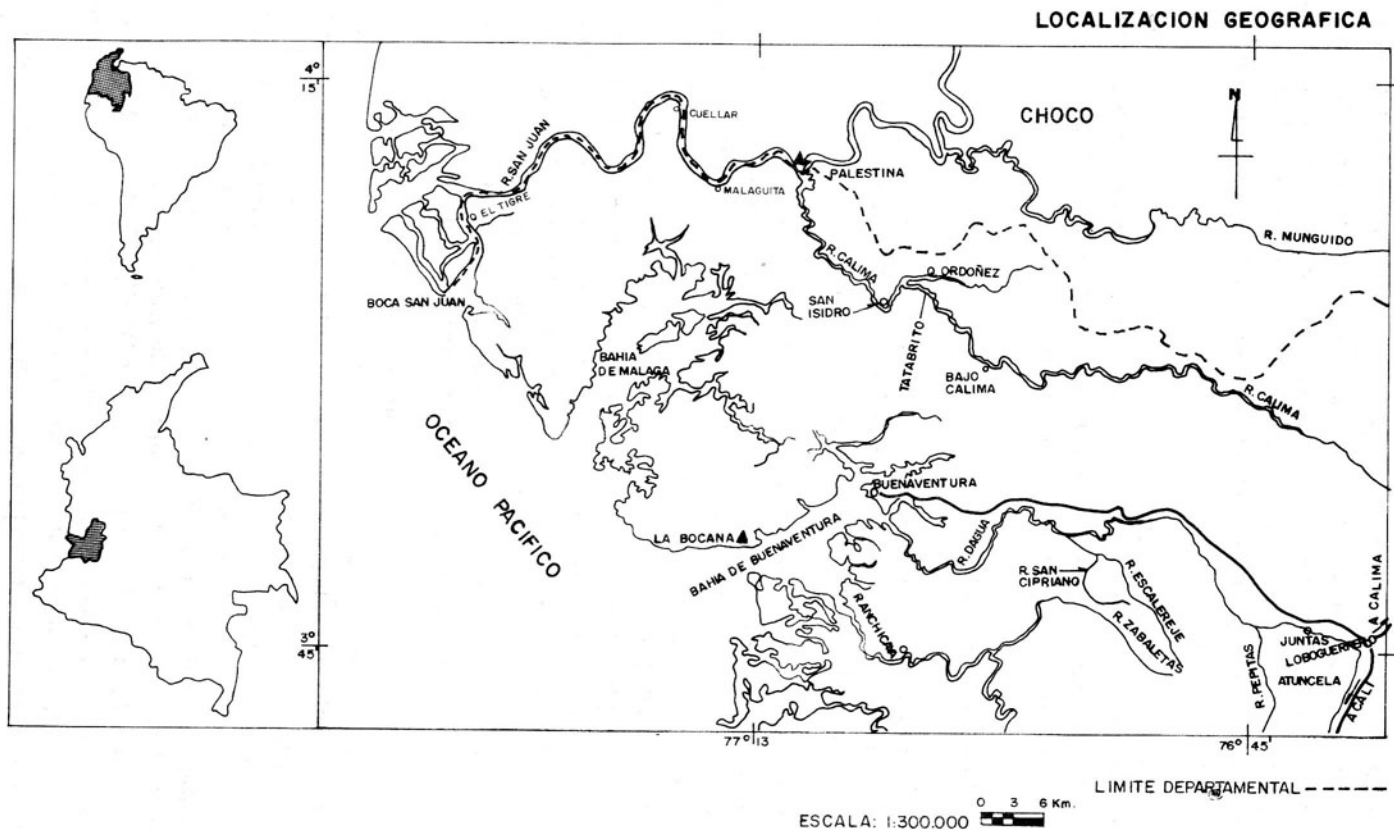 LOCALIZACION GEOGRAFICA
4°
15'
CHOCO
N
CUELLAR
R. SAN JUAN
PALESTINA
MALAGUITA
EL TIGRE
R. MUNGUIDO
R. CALIMA
Q. ORDOÑEZ
BOCA SAN JUAN
SAN
ISIDRO
TATABRITO
BAHIA
DE MALAGA
BAJO
CALIMA
R. CALIMA
OCEANO PACIFICO
BUENAVENTURA
LA BOCANA
BAHIA DE BUENAVENTURA
R. DAGUA
R. SAN
CIPRIANO
R. ESCALEREJE
R. ZABALETAS
R. ANCHICAYA
A CALIMA
3°
45'
JUNTAS
LOBOGUERRERO
R. PEPITAS
ATUNCELA
A CALI
77° 13
76° 45'
LIMITE DEPARTAMENTAL
0 3 6 Km.
ESCALA: 1:300.000